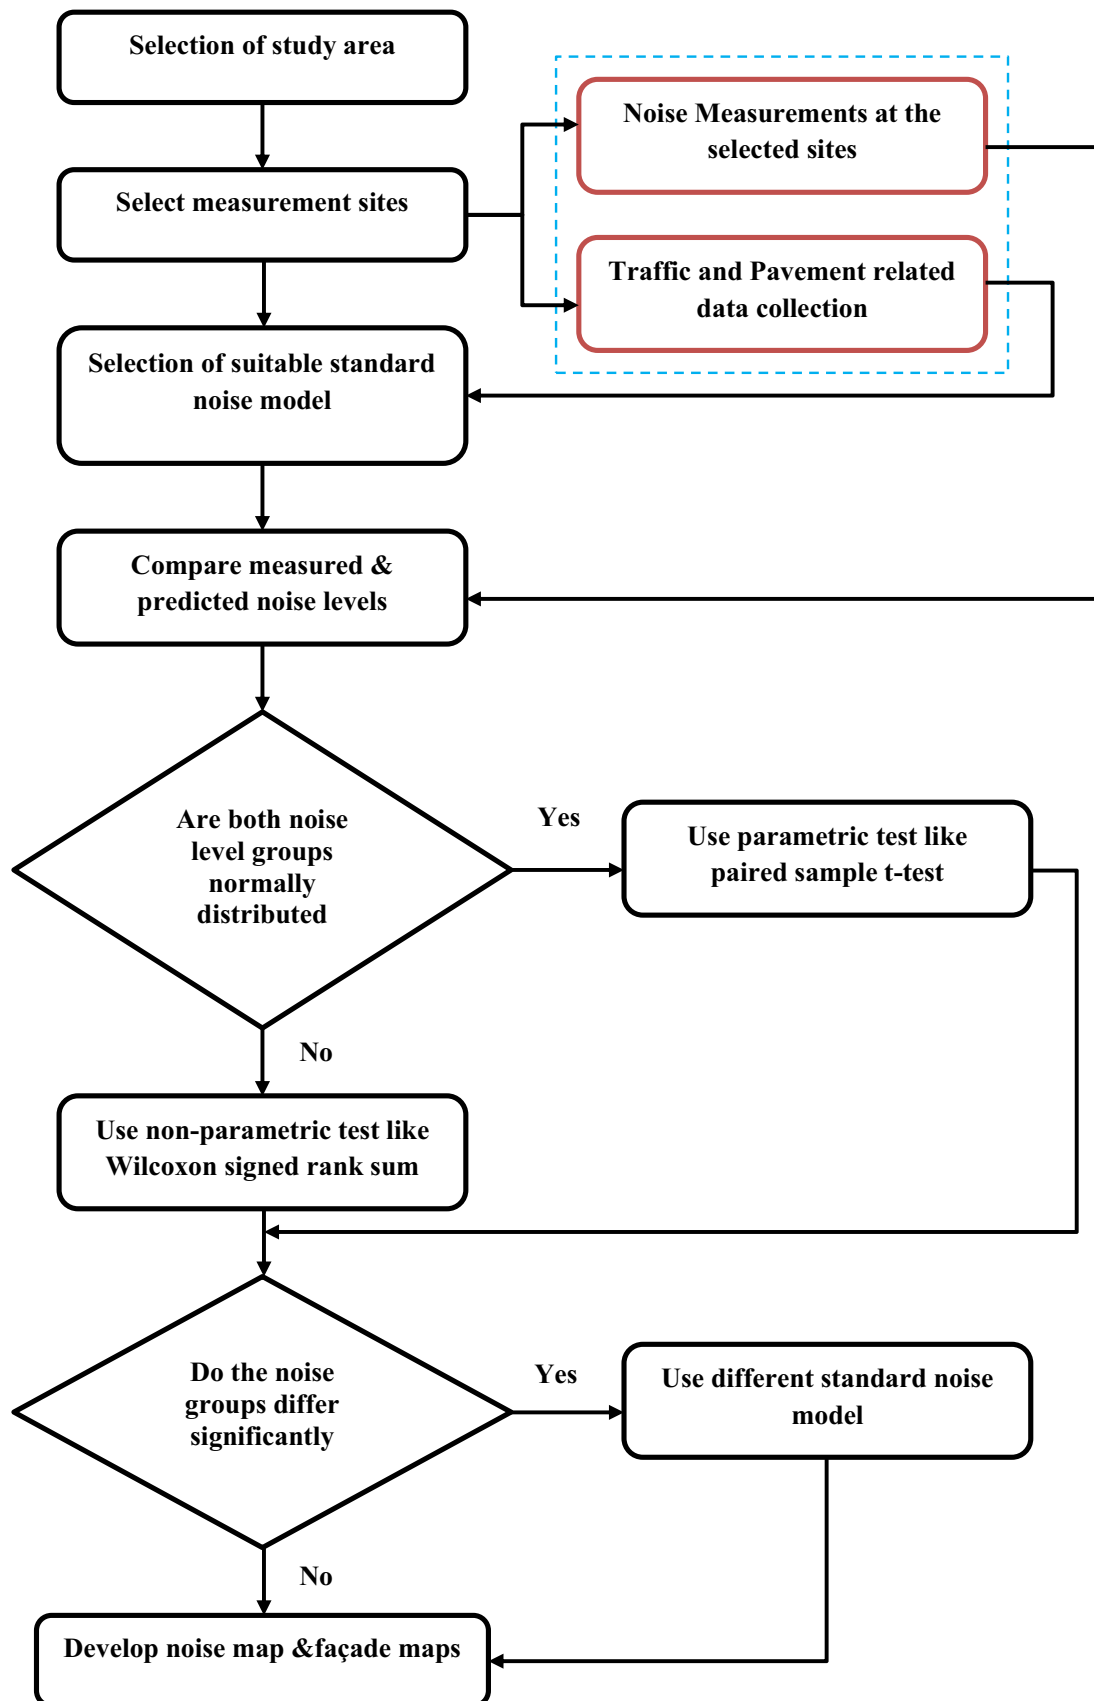 Selection of study area
Noise Measurements at the
selected sites
Select measurement sites
Traffic and Pavement related
data collection
Selection of suitable standard
noise model
Compare measured &
predicted noise levels
Are both noise
level groups
normally
distributed
Yes
Use parametric test like
paired sample t-test
No
Use non-parametric test like
Wilcoxon signed rank sum
Do the noise
groups differ
significantly
Yes
Use different standard noise
model
No
Develop noise map &façade maps